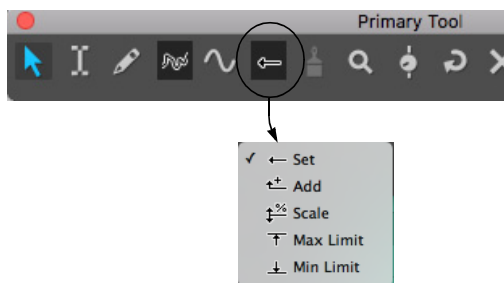 Primary Tool
✓ Set
Add
Scale
Max Limit
Min Limit